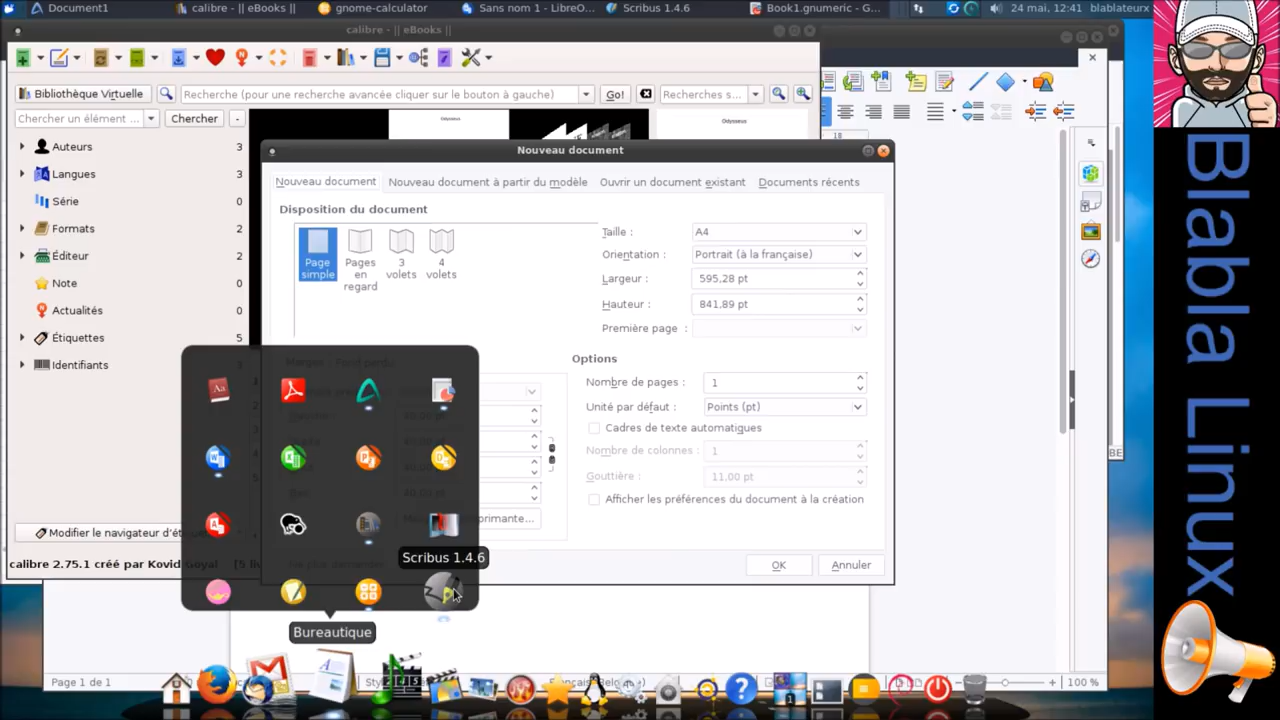 Document1
calibre - || eBooks ||
gnome-calculator
Sans nom 1 - LibreO...
Scribus 1.4.6
Book1.gnumeric - G...
24 mai, 12:41
blablateurx
calibre - || eBooks ||
Bibliothèque Virtuelle
Recherche (pour une recherche avancée cliquer sur le bouton à gauche)
Go!
Recherches s...
Chercher un élément ...
Chercher
-
Odysseus
Odysseus
18
Auteurs 3
Langues 3
Série 0
Formats 2
Éditeur 2
Note 0
Actualités 0
Étiquettes 5
Identifiants
Nouveau document
Nouveau document
Nouveau document à partir du modèle
Ouvrir un document existant
Documents récents
Disposition du document
Page simple
Pages en regard
3 volets
4 volets
Taille :
A4
Orientation :
Portrait (à la française)
Largeur :
595,28 pt
Hauteur :
841,89 pt
Première page :
Options
Nombre de pages :
1
Unité par défaut :
Points (pt)
Cadres de texte automatiques
Nombre de colonnes :
1
Gouttière :
11,00 pt
Afficher les préférences du document à la création
OK
Annuler
Scribus 1.4.6
Bureautique
calibre 2.75.1 créé par Kovid Goyal
Page 1 de 1
100 %
Blabla Linux